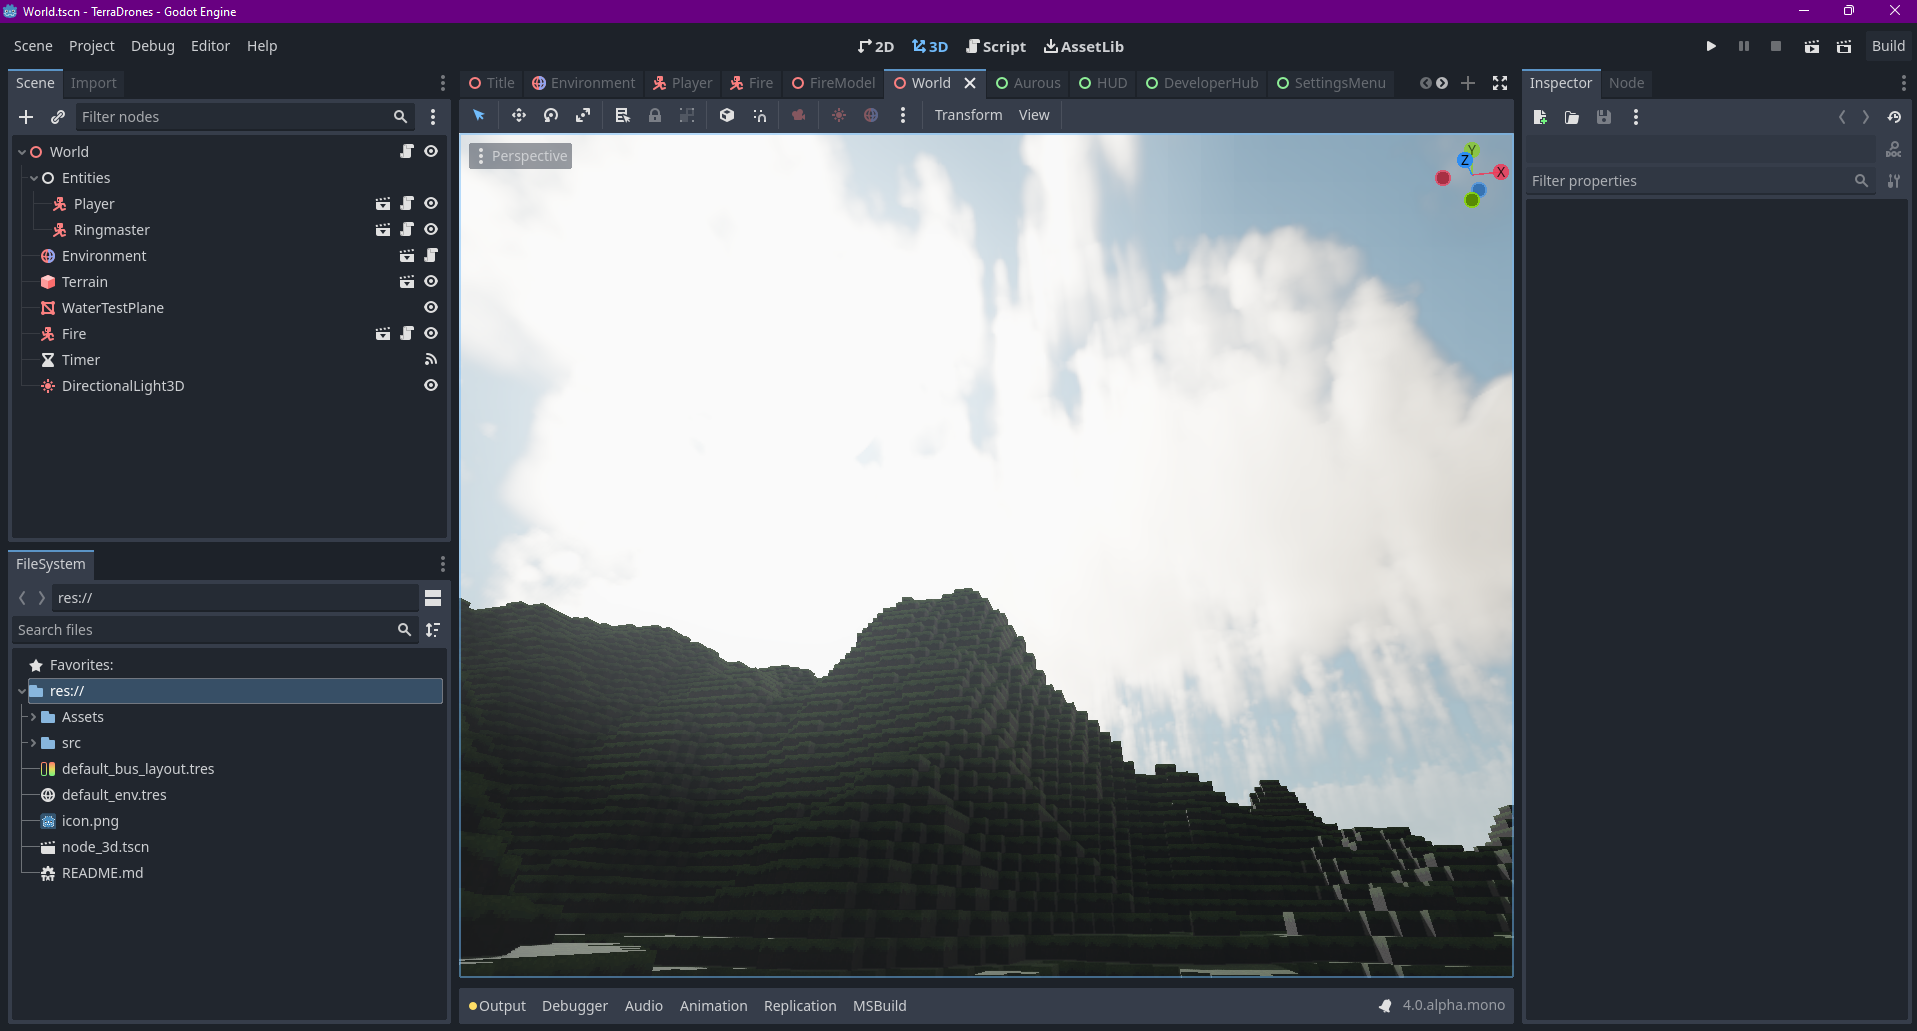 World.tscn - TerraDrones - Godot Engine
Scene Project Debug Editor Help
2D 3D Script AssetLib
Build
Scene Import
Filter nodes
World
Entities
Player
Ringmaster
Environment
Terrain
WaterTestPlane
Fire
Timer
DirectionalLight3D
FileSystem
res://
Search files
Favorites:
res://
Assets
src
default_bus_layout.tres
default_env.tres
icon.png
node_3d.tscn
README.md
Title Environment Player Fire FireModel World Aurous HUD DeveloperHub SettingsMenu
Transform View
Perspective
Y
Z
X
Output Debugger Audio Animation Replication MSBuild
4.0.alpha.mono
Inspector Node
DOC
Filter properties